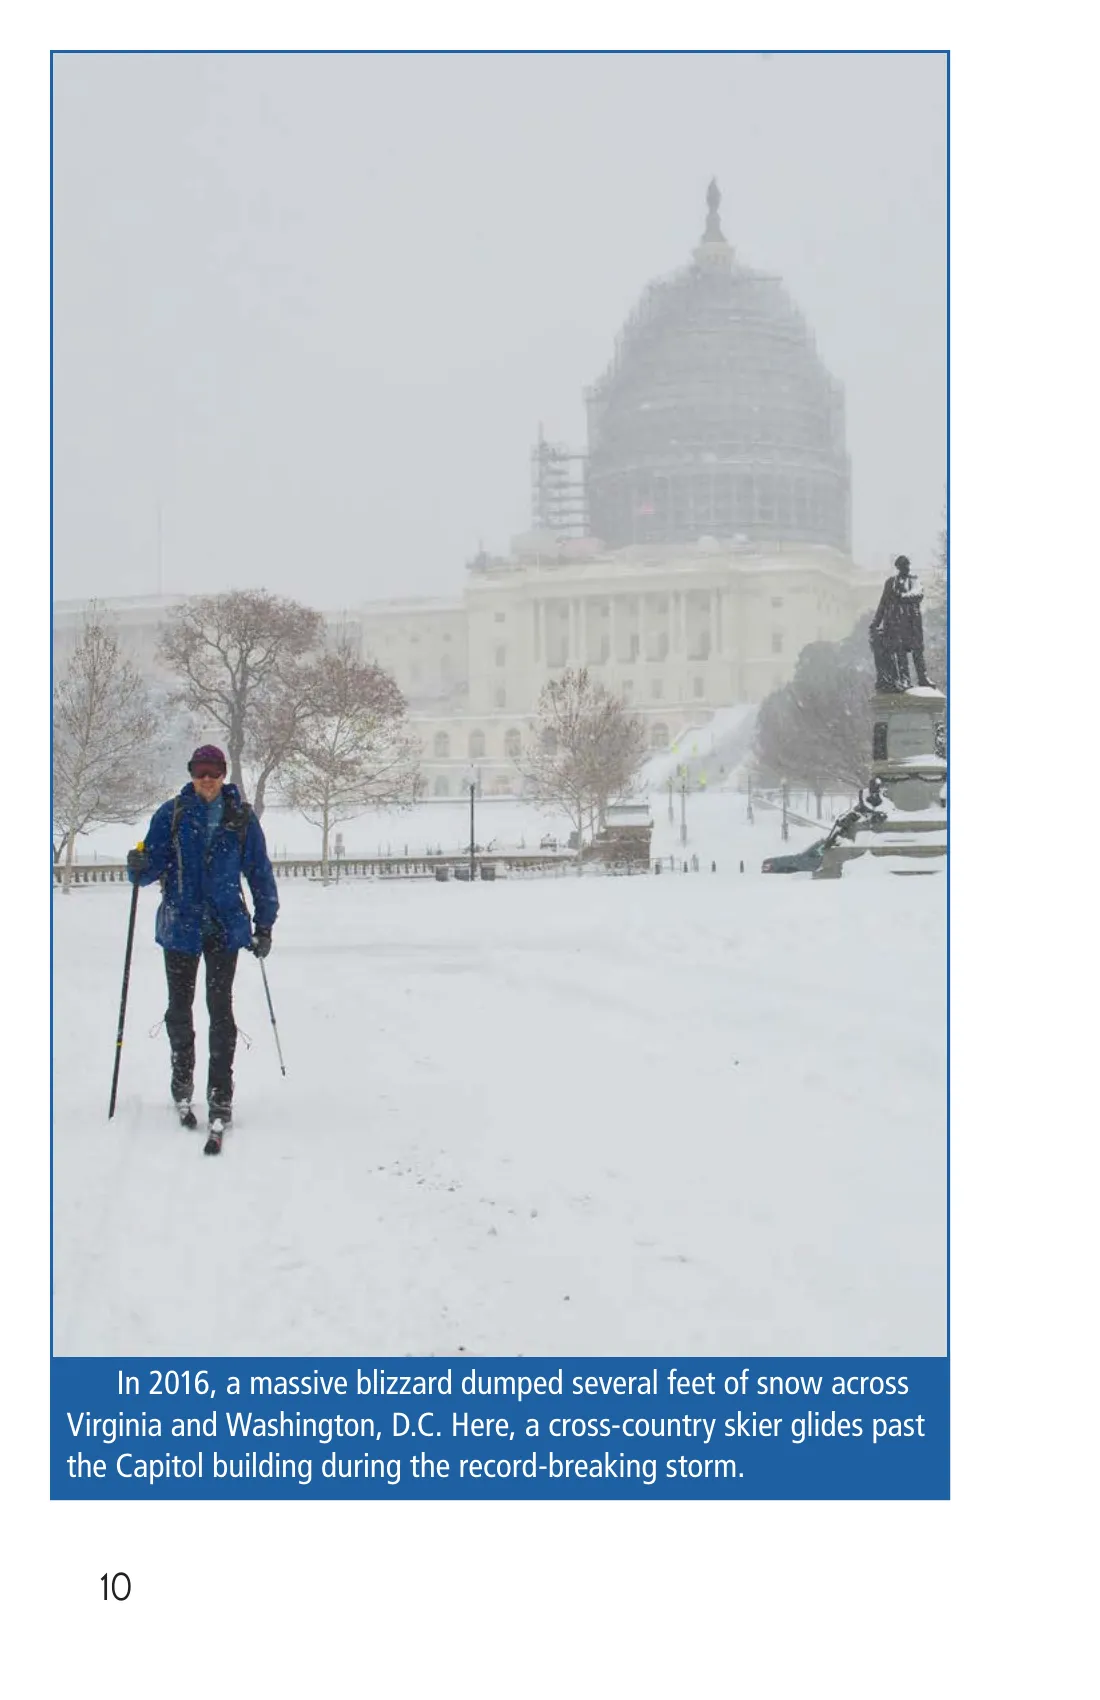 In 2016, a massive blizzard dumped several feet of snow across
Virginia and Washington, D.C. Here, a cross-country skier glides past
the Capitol building during the record-breaking storm.
10